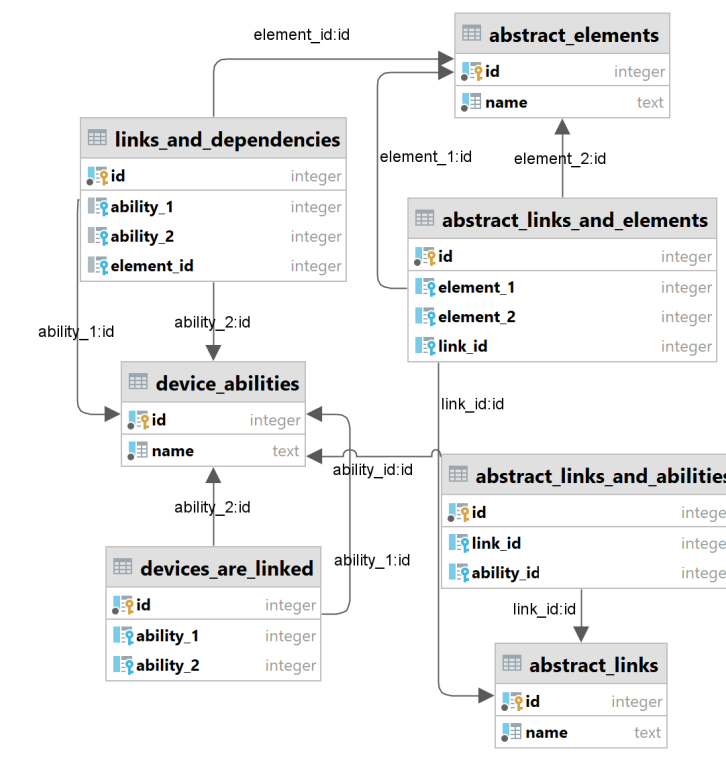 element_id:id
abstract_elements
id integer
name text
links_and_dependencies
id integer
ability_1 integer
ability_2 integer
element_id integer
element_1:id
element_2:id
abstract_links_and_elements
id integer
element_1 integer
element_2 integer
link_id integer
ability_1:id
ability_2:id
device_abilities
id integer
name text
link_id:id
ability_id:id
abstract_links_and_abilities
id intege
link_id intege
ability_id intege
ability_2:id
ability_1:id
devices_are_linked
id integer
ability_1 integer
ability_2 integer
link_id:id
abstract_links
id integer
name text